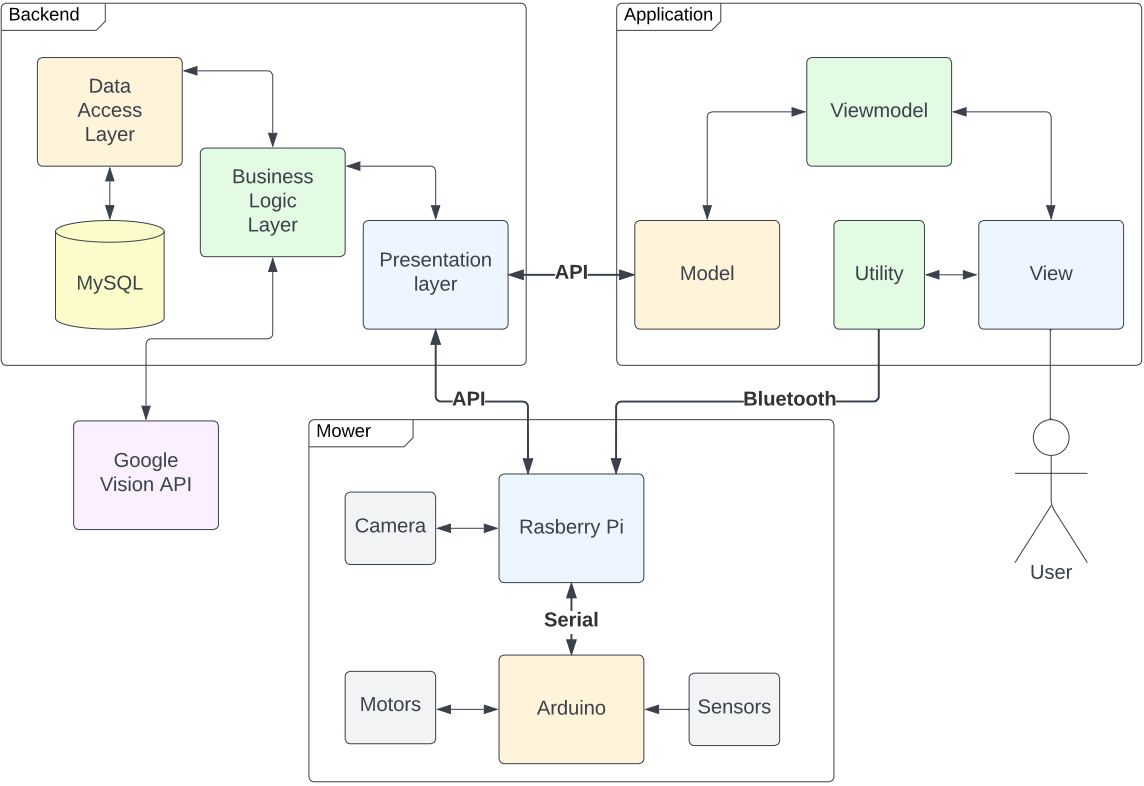 Backend
Data
Access
Layer
Business
Logic
Layer
MySQL
Presentation
layer
API
Application
Viewmodel
Model
Utility
View
API
Bluetooth
Google
Vision API
Mower
Camera
Rasberry Pi
User
Serial
Motors
Arduino
Sensors